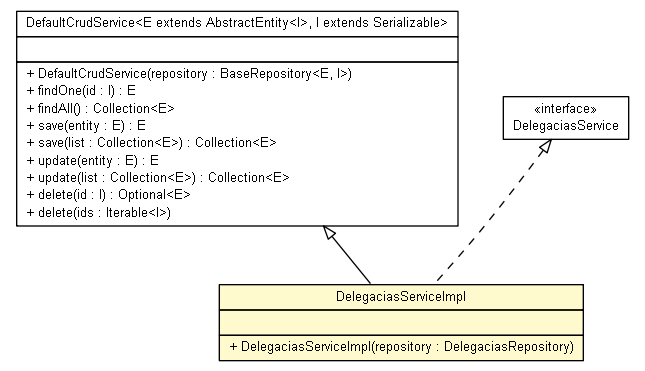 DefaultCrudService<E extends AbstractEntity<I>, I extends Serializable>
+ DefaultCrudService(repository : BaseRepository<E, I>)
+ findOne(id : I) : E
+ findAll() : Collection<E>
+ save(entity : E) : E
+ save(list : Collection<E>) : Collection<E>
+ update(entity : E) : E
+ update(list : Collection<E>) : Collection<E>
+ delete(id : I) : Optional<E>
+ delete(ids : Iterable<I>)
«interface»
DelegaciasService
DelegaciasServiceImpl
+ DelegaciasServiceImpl(repository : DelegaciasRepository)